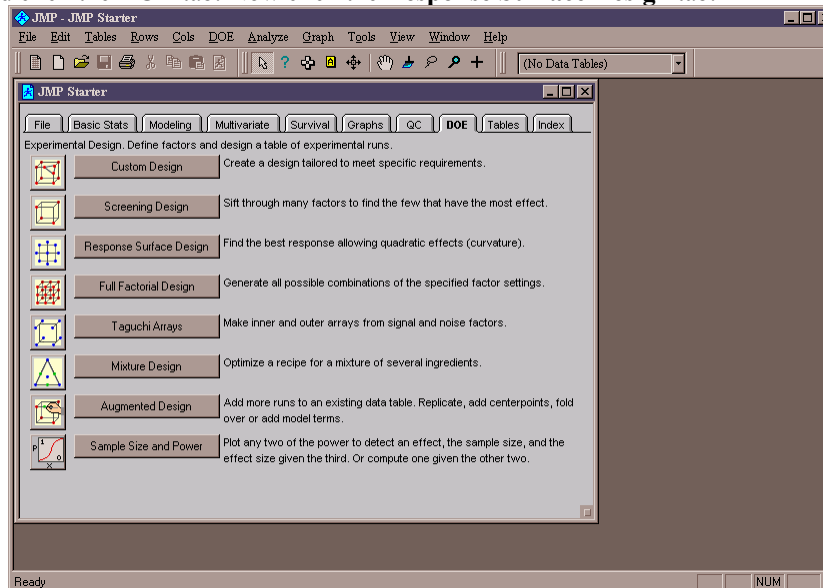 JMP - JMP Starter
File Edit Tables Rows Cols DOE Analyze Graph Tools View Window Help
(No Data Tables)
JMP Starter
File Basic Stats Modeling Multivariate Survival Graphs QC DOE Tables Index
Experimental Design. Define factors and design a table of experimental runs.
Custom Design Create a design tailored to meet specific requirements.
Screening Design Sift through many factors to find the few that have the most effect.
Response Surface Design Find the best response allowing quadratic effects (curvature).
Full Factorial Design Generate all possible combinations of the specified factor settings.
Taguchi Arrays Make inner and outer arrays from signal and noise factors.
Mixture Design Optimize a recipe for a mixture of several ingredients.
Augmented Design Add more runs to an existing data table. Replicate, add centerpoints, fold
over or add model terms.
Sample Size and Power Plot any two of the power to detect an effect, the sample size, and the
effect size given the third. Or compute one given the other two.
Ready NUM